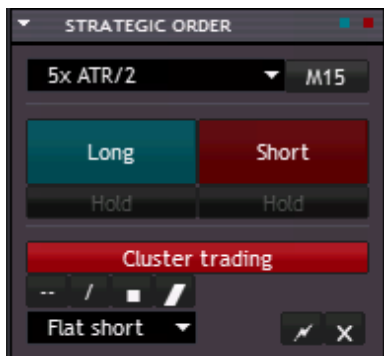 STRATEGIC ORDER
5x ATR/2 M15
Long Short
Hold Hold
Cluster trading
-- /
Flat short X